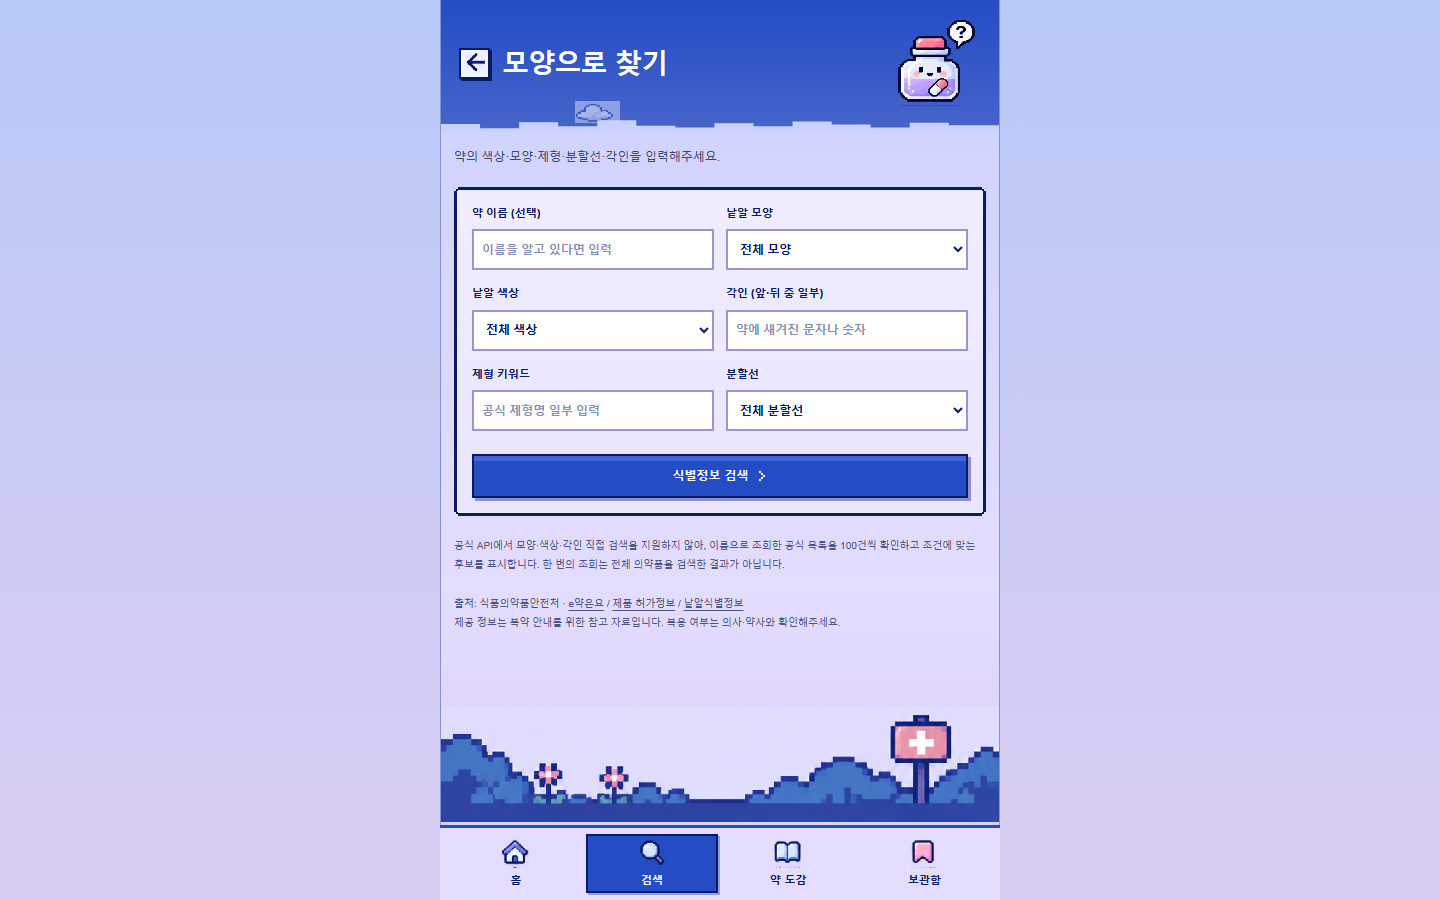 모양으로 찾기
?
약의 색상·모양·제형·분할선·각인을 입력해주세요.
약 이름 (선택)
낱알 모양
이름을 알고 있다면 입력
전체 모양
낱알 색상
각인 (앞·뒤 중 일부)
전체 색상
약에 새겨진 문자나 숫자
제형 키워드
분할선
공식 제형명 일부 입력
전체 분할선
식별정보 검색
공식 API에서 모양·색상·각인 직접 검색을 지원하지 않아, 이름으로 조회한 공식 목록을 100건씩 확인하고 조건에 맞는
후보를 표시합니다. 한 번의 조회는 전체 의약품을 검색한 결과가 아닙니다.
출처: 식품의약품안전처 · e약은요 / 제품 허가정보 / 낱알식별정보
제공 정보는 복약 안내를 위한 참고 자료입니다. 복용 여부는 의사·약사와 확인해주세요.
홈
검색
약 도감
보관함